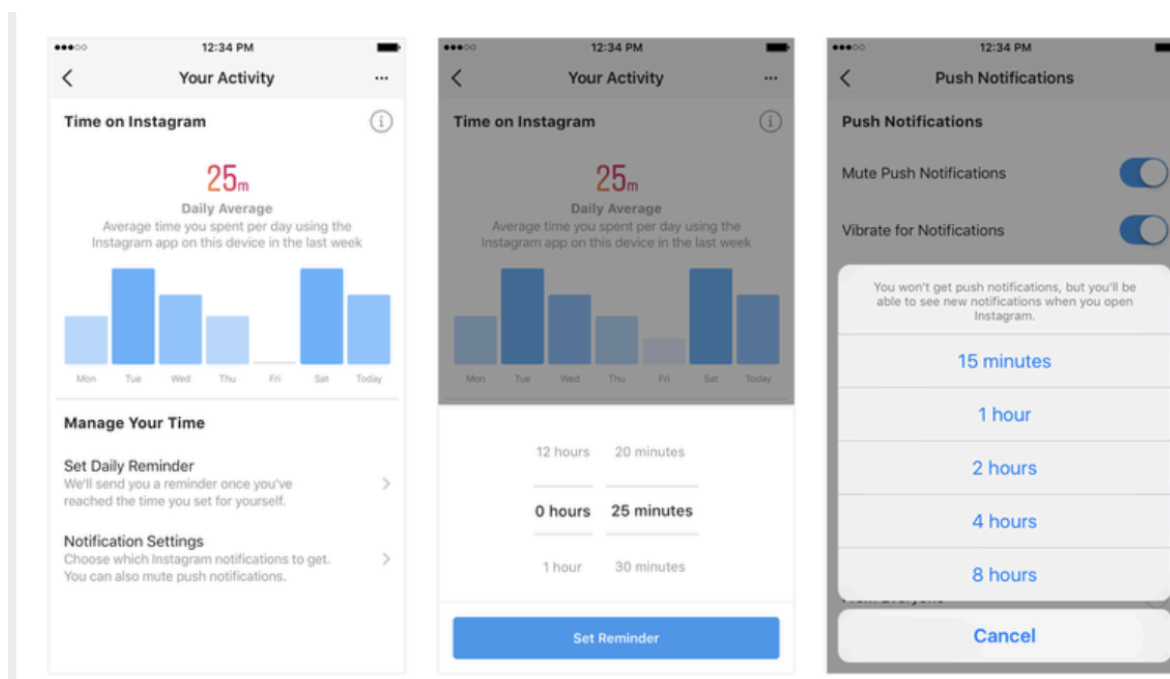 12:34 PM
Your Activity
Time on Instagram
25m
Daily Average
Average time you spent per day using the
Instagram app on this device in the last week
Mon Tue Wed Thu Fri Sat Today
Manage Your Time
Set Daily Reminder
We'll send you a reminder once you've
reached the time you set for yourself.
Notification Settings
Choose which Instagram notifications to get.
You can also mute push notifications.
12:34 PM
Your Activity
Time on Instagram
25m
Daily Average
Average time you spent per day using the
Instagram app on this device in the last week
Mon Tue Wed Thu Fri Sat Today
12 hours 20 minutes
0 hours 25 minutes
1 hour 30 minutes
Set Reminder
12:34 PM
Push Notifications
Push Notifications
Mute Push Notifications
Vibrate for Notifications
You won't get push notifications, but you'll be
able to see new notifications when you open
Instagram.
15 minutes
1 hour
2 hours
4 hours
8 hours
Cancel